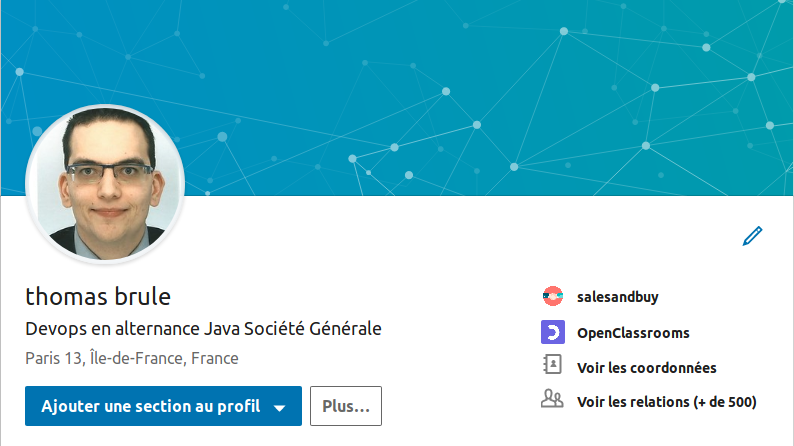 thomas brule
Devops en alternance Java Société Générale
Paris 13, Île-de-France, France
Ajouter une section au profil
Plus...
salesandbuy
OpenClassrooms
Voir les coordonnées
Voir les relations (+ de 500)